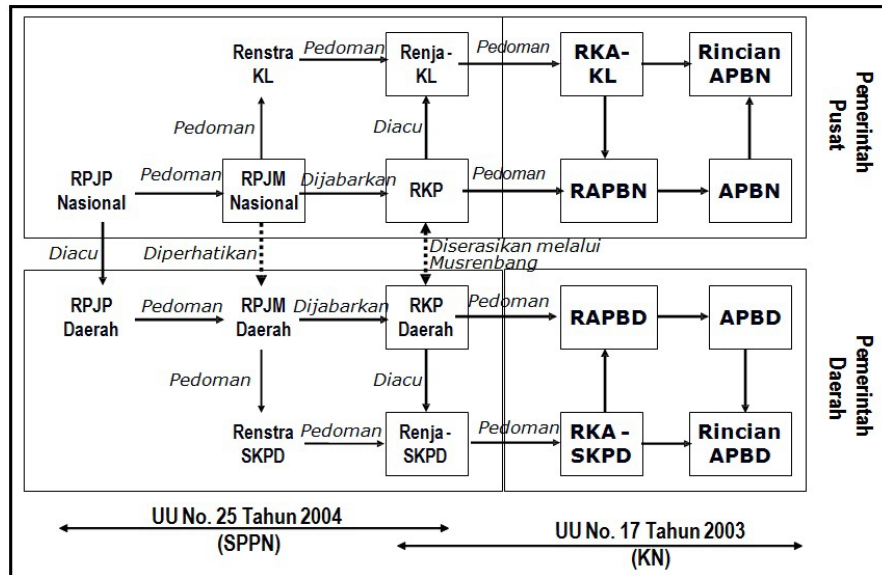 Renstra
KL
Pedoman
Renja-
KL
Pedoman
RKA-
KL
Rincian
APBN
Pemerintah
Pusat
Pedoman
Diacu
RPJP
Nasional
Pedoman
RPJM
Nasional
Dijabarkan
RKP
Pedoman
RAPBN
APBN
Diacu
Diperhatikan
Diserasikan melalui
Musrenbang
RPJP
Daerah
Pedoman
RPJM
Daerah
Dijabarkan
RKP
Daerah
Pedoman
RAPBD
APBD
Pemerintah
Daerah
Pedoman
Diacu
Renstra
SKPD
Pedoman
Renja-
SKPD
Pedoman
RKA -
SKPD
Rincian
APBD
UU No. 25 Tahun 2004
(SPPN)
UU No. 17 Tahun 2003
(KN)